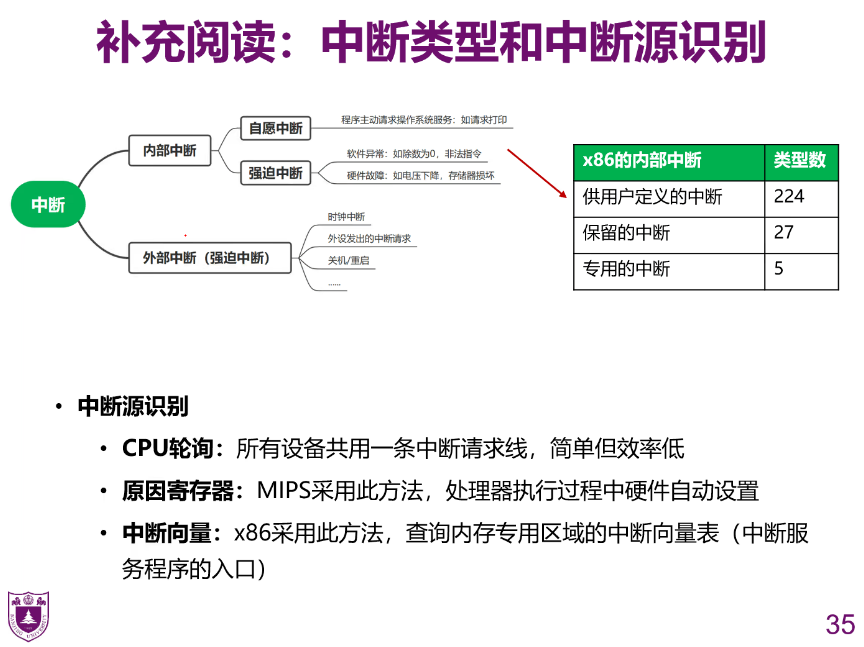 补充阅读：中断类型和中断源识别
中断
内部中断
自愿中断
程序主动请求操作系统服务：如请求打印
强迫中断
软件异常：如除数为0，非法指令
硬件故障：如电压下降，存储器损坏
外部中断（强迫中断）
时钟中断
外设发出的中断请求
关机/重启
......
x86的内部中断 类型数
供用户定义的中断 224
保留的中断 27
专用的中断 5
• 中断源识别
• CPU轮询：所有设备共用一条中断请求线，简单但效率低
• 原因寄存器：MIPS采用此方法，处理器执行过程中硬件自动设置
• 中断向量：x86采用此方法，查询内存专用区域的中断向量表（中断服
务程序的入口）
35